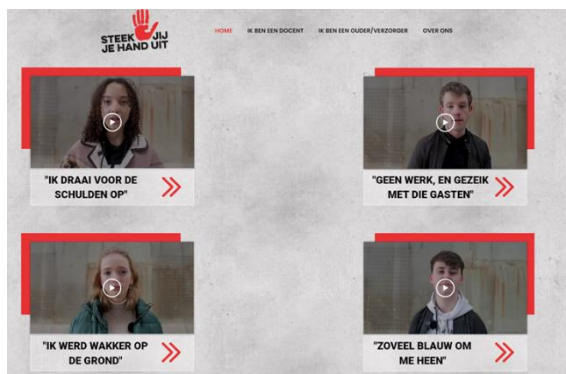 STEEK JIJ
JE HAND UIT
HOME IK BEN EEN DOCENT IK BEN EEN OUDER/VERZORGER OVER ONS
"IK DRAAI VOOR DE
SCHULDEN OP"
"GEEN WERK, EN GEZEIK
MET DIE GASTEN"
"IK WERD WAKKER OP
DE GROND"
"ZOVEEL BLAUW OM
ME HEEN"